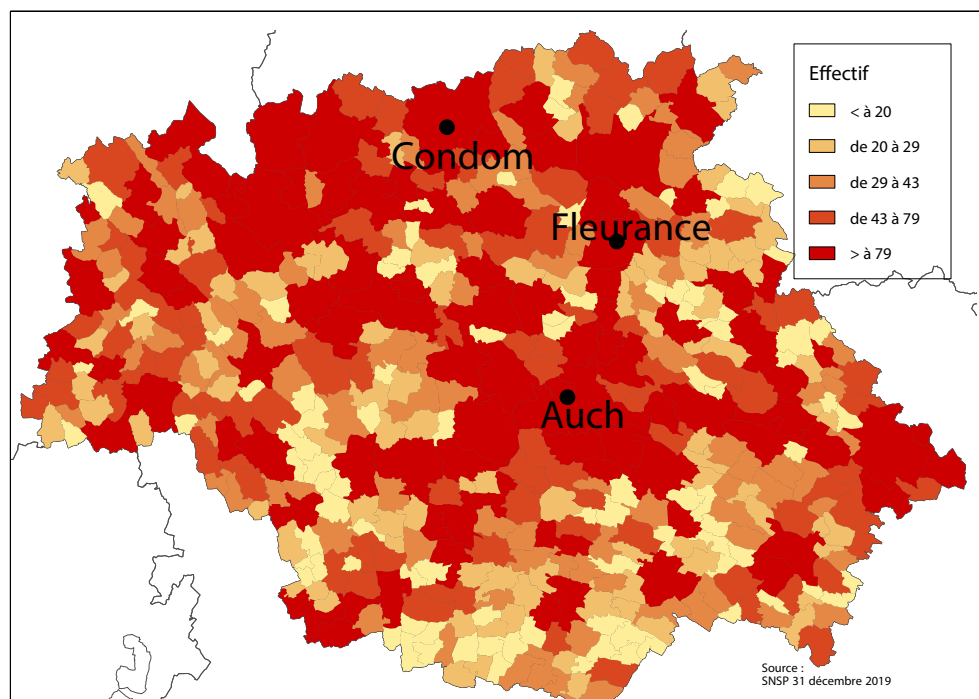 Effectif
< à 20
de 20 à 29
de 29 à 43
de 43 à 79
> à 79
Condom
Fleurance
Auch
Source :
SNSP 31 décembre 2019